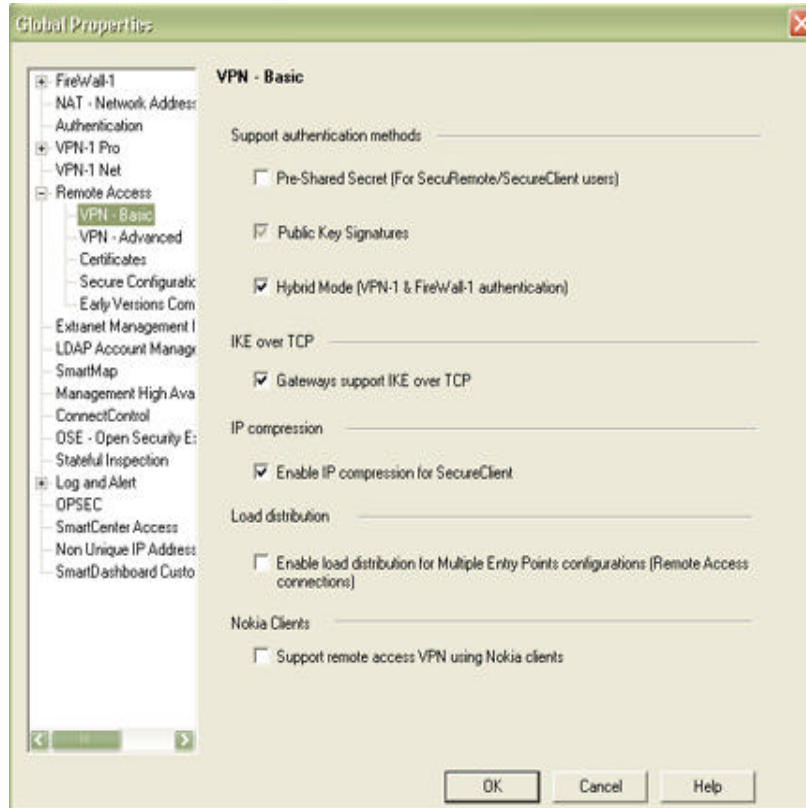 Global Properties
FireWall-1
NAT - Network Address
Authentication
VPN-1 Pro
VPN-1 Net
Remote Access
VPN - Basic
VPN - Advanced
Certificates
Secure Configuratic
Early Versions Com
Extranet Management I
LDAP Account Manage
SmartMap
Management High Ava
ConnectControl
OSE - Open Security E:
Stateful Inspection
Log and Alert
OPSEC
SmartCenter Access
Non Unique IP Address
SmartDashboard Custo
VPN - Basic
Support authentication methods
Pre-Shared Secret (For SecuRemote/SecureClient users)
Public Key Signatures
Hybrid Mode (VPN-1 & FireWall-1 authentication)
IKE over TCP
Gateways support IKE over TCP
IP compression
Enable IP compression for SecureClient
Load distribution
Enable load distribution for Multiple Entry Points configurations (Remote Access
connections)
Nokia Clients
Support remote access VPN using Nokia clients
OK
Cancel
Help